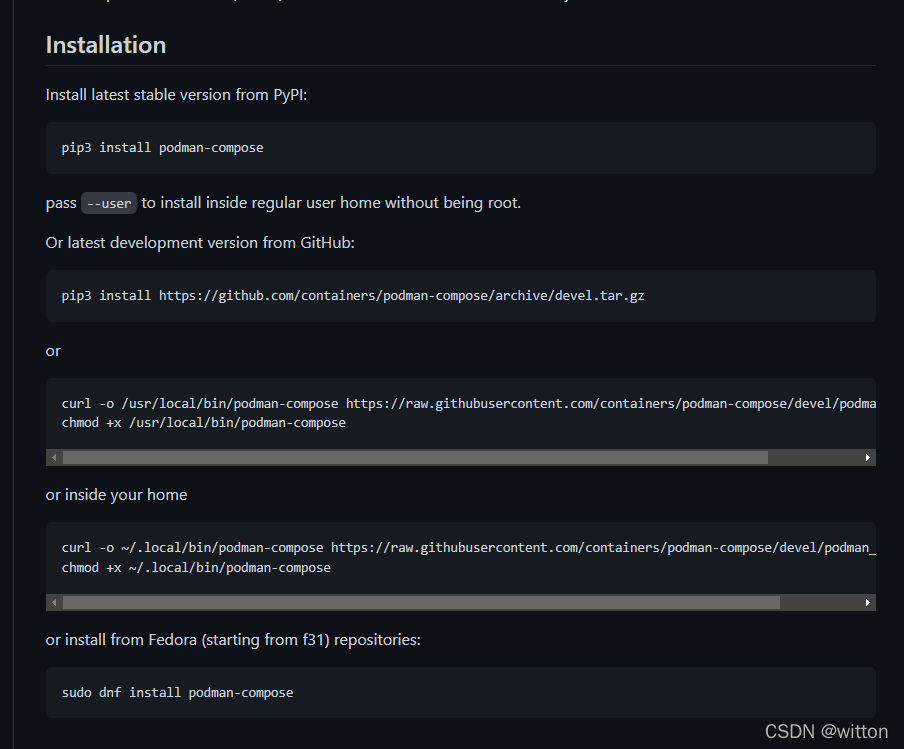 Installation
Install latest stable version from PyPI:
pip3 install podman-compose
pass --user to install inside regular user home without being root.
Or latest development version from GitHub:
pip3 install https://github.com/containers/podman-compose/archive/devel.tar.gz
or
curl -o /usr/local/bin/podman-compose https://raw.githubusercontent.com/containers/podman-compose/devel/podma
chmod +x /usr/local/bin/podman-compose
or inside your home
curl -o ~/.local/bin/podman-compose https://raw.githubusercontent.com/containers/podman-compose/devel/podman_
chmod +x ~/.local/bin/podman-compose
or install from Fedora (starting from f31) repositories:
sudo dnf install podman-compose
CSDN @witton